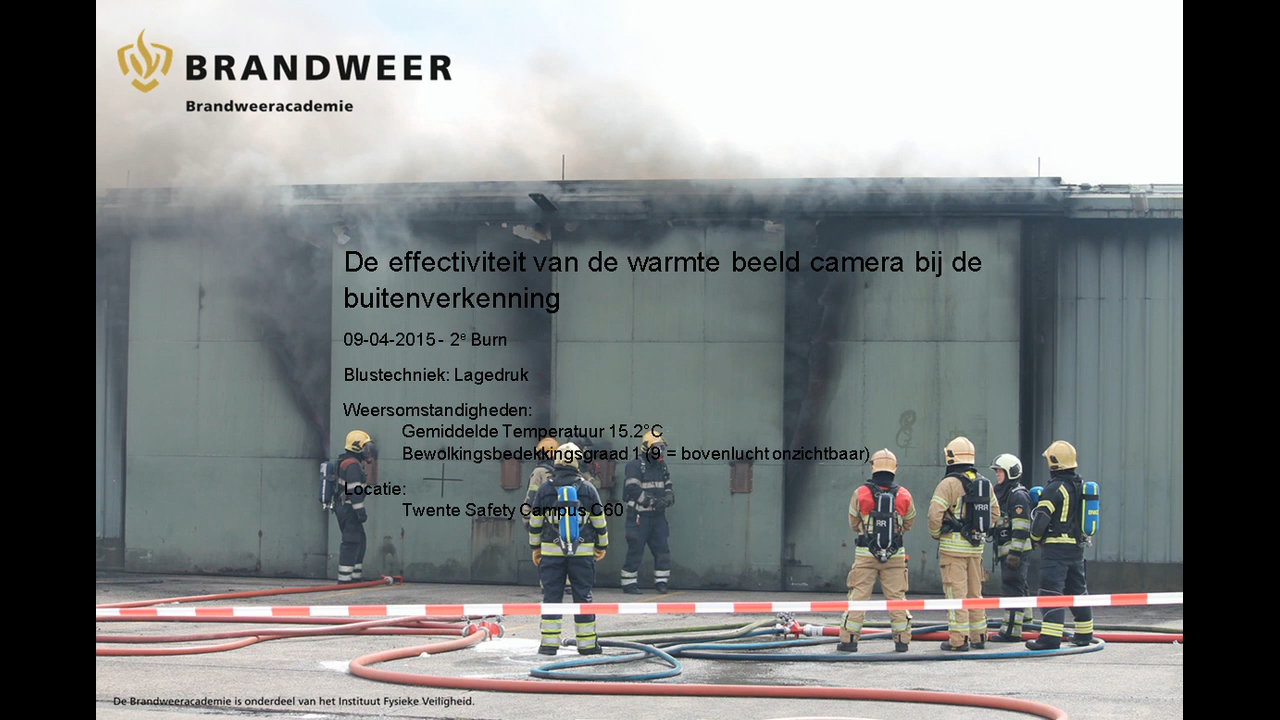 BRANDWEER
Brandweeracademie
De effectiviteit van de warmte beeld camera bij de
buitenverkenning
09-04-2015 - 2e Burn
Blustechniek: Lagedruk
Weersomstandigheden:
Gemiddelde Temperatuur 15.2°C
Bewolkingsbedekkingsgraad 1 (9 = bovenlucht onzichtbaar)
Locatie:
Twente Safety Campus C60
RR
YRR
De Brandweeracademie is onderdeel van het Instituut Fysieke Veiligheid.